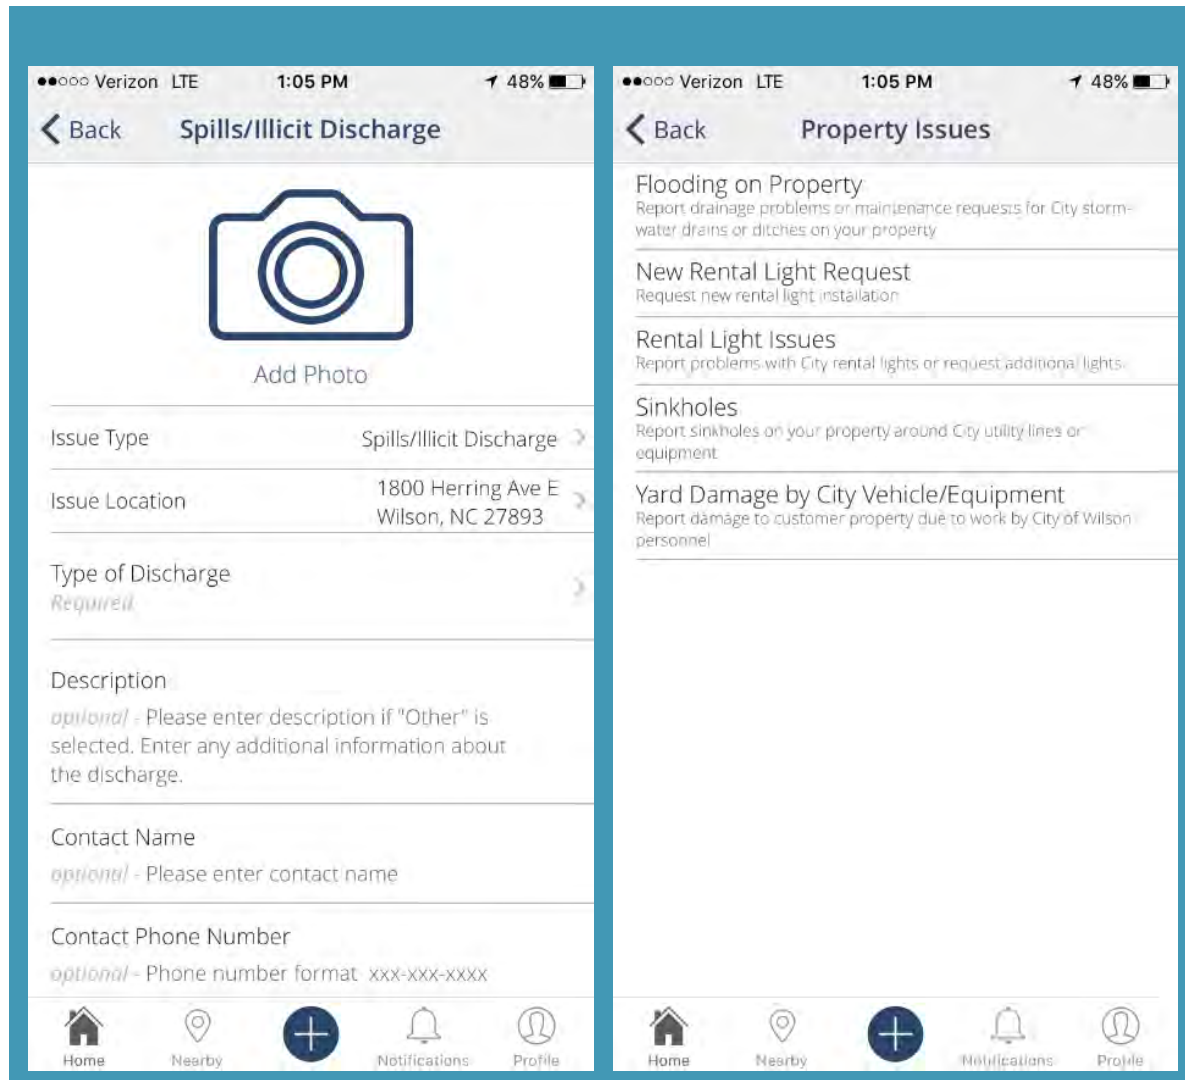 Verizon LTE 1:05 PM 48%
Back Spills/Illicit Discharge
Add Photo
Issue Type Spills/Illicit Discharge
Issue Location 1800 Herring Ave E
Wilson, NC 27893
Type of Discharge
Required
Description
optional - Please enter description if "Other" is
selected. Enter any additional information about
the discharge.
Contact Name
optional - Please enter contact name
Contact Phone Number
optional - Phone number format xxx-xxx-xxxx
Home Nearby Notifications Profile
Verizon LTE 1:05 PM 48%
Back Property Issues
Flooding on Property
Report drainage problems or maintenance requests for City storm-
water drains or ditches on your property
New Rental Light Request
Request new rental light installation
Rental Light Issues
Report problems with City rental lights or request additional lights
Sinkholes
Report sinkholes on your property around City utility lines or
equipment
Yard Damage by City Vehicle/Equipment
Report damage to customer property due to work by City of Wilson
personnel
Home Nearby Notifications Profile